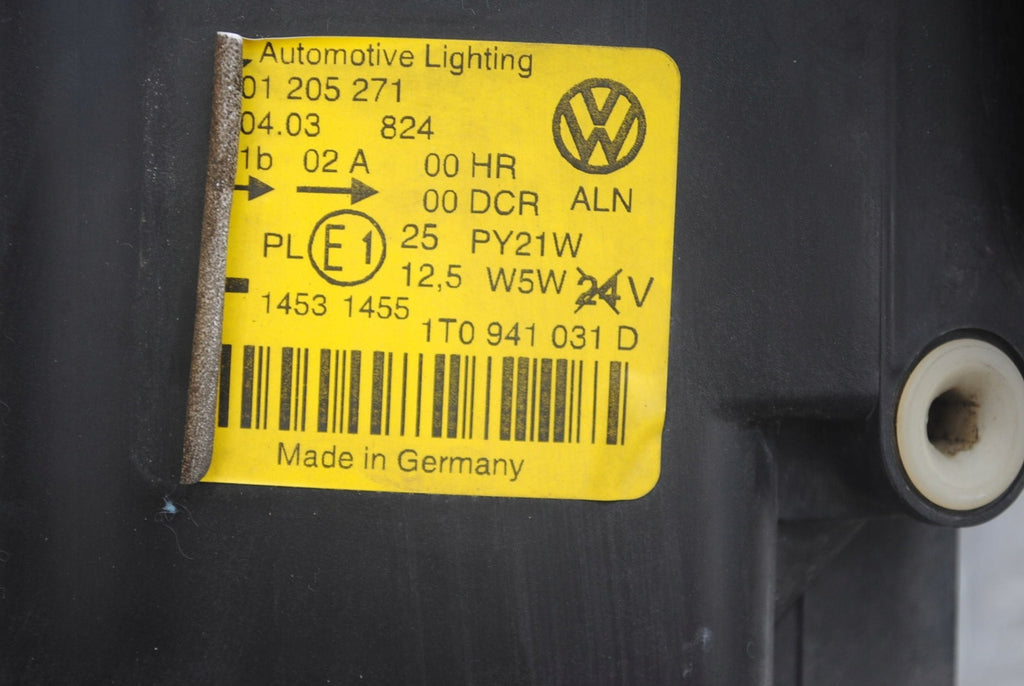 Automotive Lighting
01 205 271
04.03 824
1b 02 A 00 HR
00 DCR ALN
PL E1 25 PY21W
12,5 W5W 24 V
1453 1455
1T0 941 031 D
Made in Germany